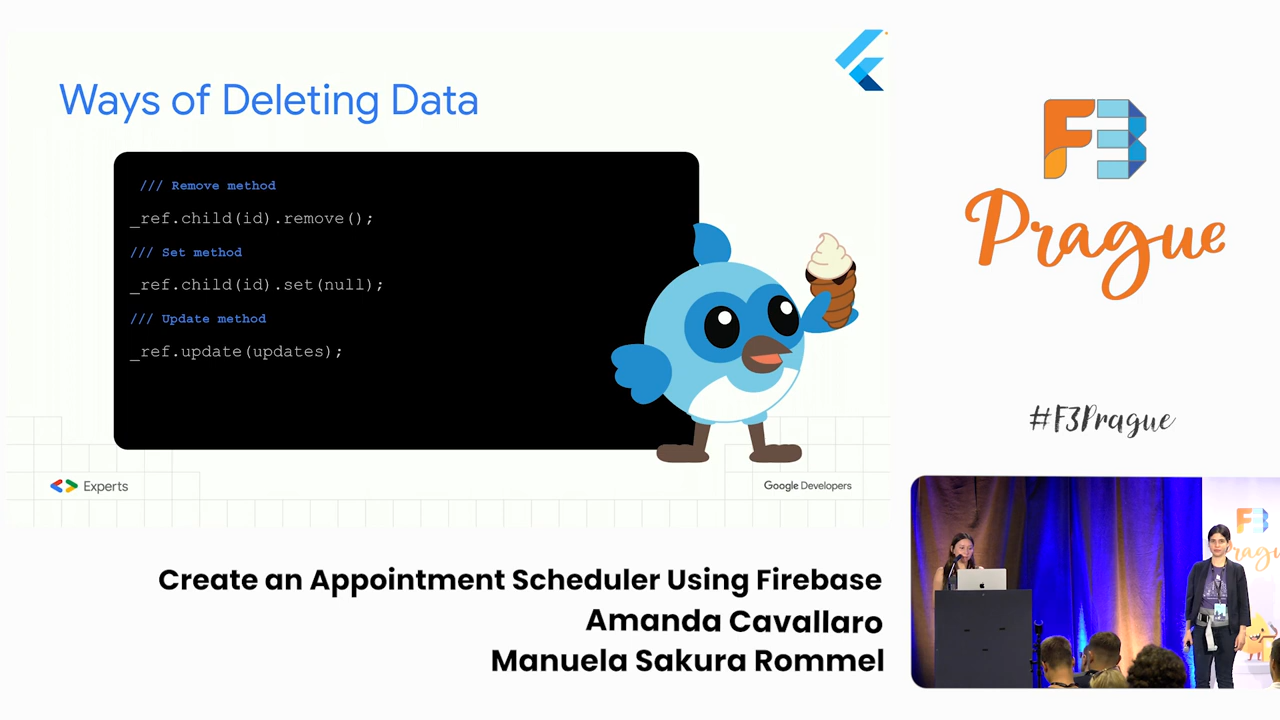 Ways of Deleting Data
/// Remove method
_ref.child(id).remove();
/// Set method
_ref.child(id).set(null);
/// Update method
_ref.update(updates);
Experts
Google Developers
Create an Appointment Scheduler Using Firebase
Amanda Cavallaro
Manuela Sakura Rommel
F3
Prague
#F3Prague
F3